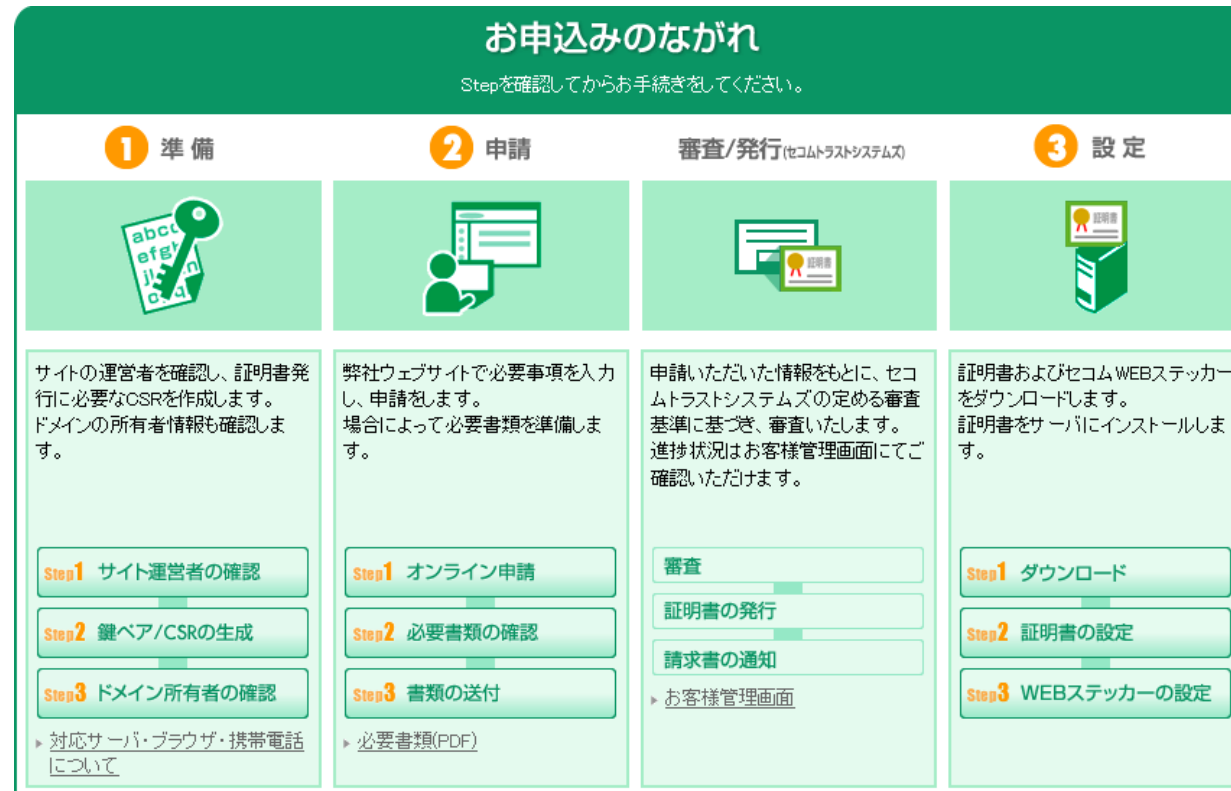 お申込みのながれ
Stepを確認してからお手続きをしてください。
1 準備
サイトの運営者を確認し、証明書発
行に必要なCSRを作成します。
ドメインの所有者情報も確認しま
す。
Step1 サイト運営者の確認
Step2 鍵ペア/CSRの生成
Step3 ドメイン所有者の確認
対応サーバ・ブラウザ・携帯電話
について
2 申請
弊社ウェブサイトで必要事項を入力
し、申請をします。
場合によって必要書類を準備しま
す。
Step1 オンライン申請
Step2 必要書類の確認
Step3 書類の送付
必要書類(PDF)
審査/発行(セコムトラストシステムズ)
証明書
申請いただいた情報をもとに、セコ
ムトラストシステムズの定める審査
基準に基づき、審査いたします。
進捗状況はお客様管理画面にてご
確認いただけます。
審査
証明書の発行
請求書の通知
お客様管理画面
3 設定
証明書
証明書およびセコムWEBステッカー
をダウンロードします。
証明書をサーバにインストールしま
す。
Step1 ダウンロード
Step2 証明書の設定
Step3 WEBステッカーの設定